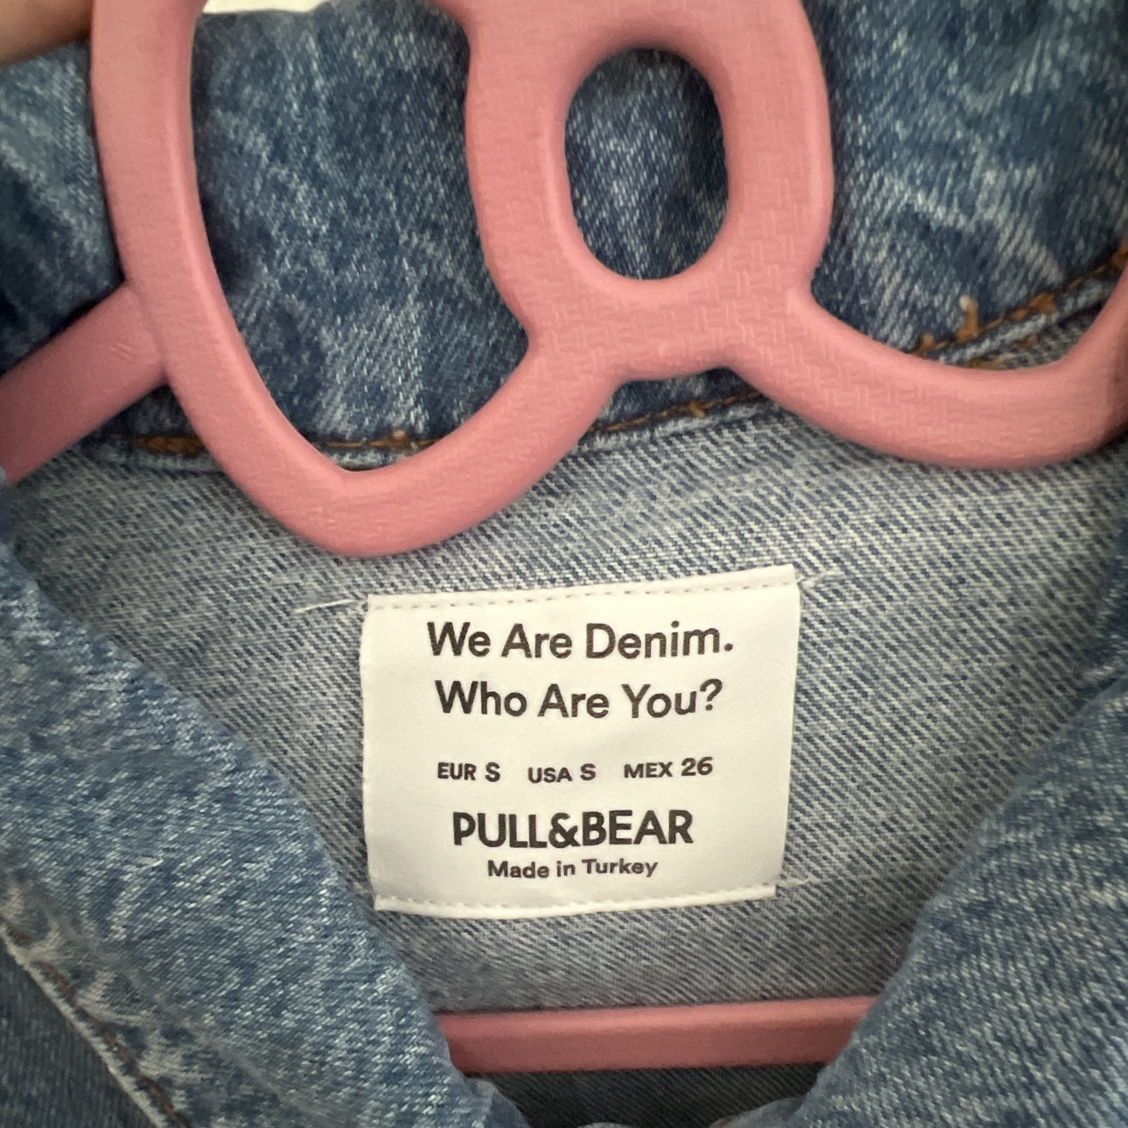 We Are Denim.
Who Are You?
EUR S USA S MEX 26
PULL&BEAR
Made in Turkey